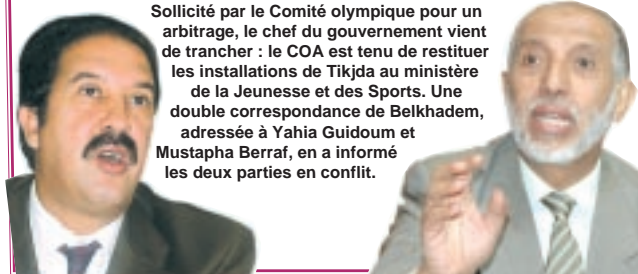 Sollicité par le Comité olympique pour un
arbitrage, le chef du gouvernement vient
de trancher : le COA est tenu de restituer
les installations de Tikjda au ministère
de la Jeunesse et des Sports. Une
double correspondance de Belkhadem,
adressée à Yahia Guidoum et
Mustapha Berraf, en a informé
les deux parties en conflit.